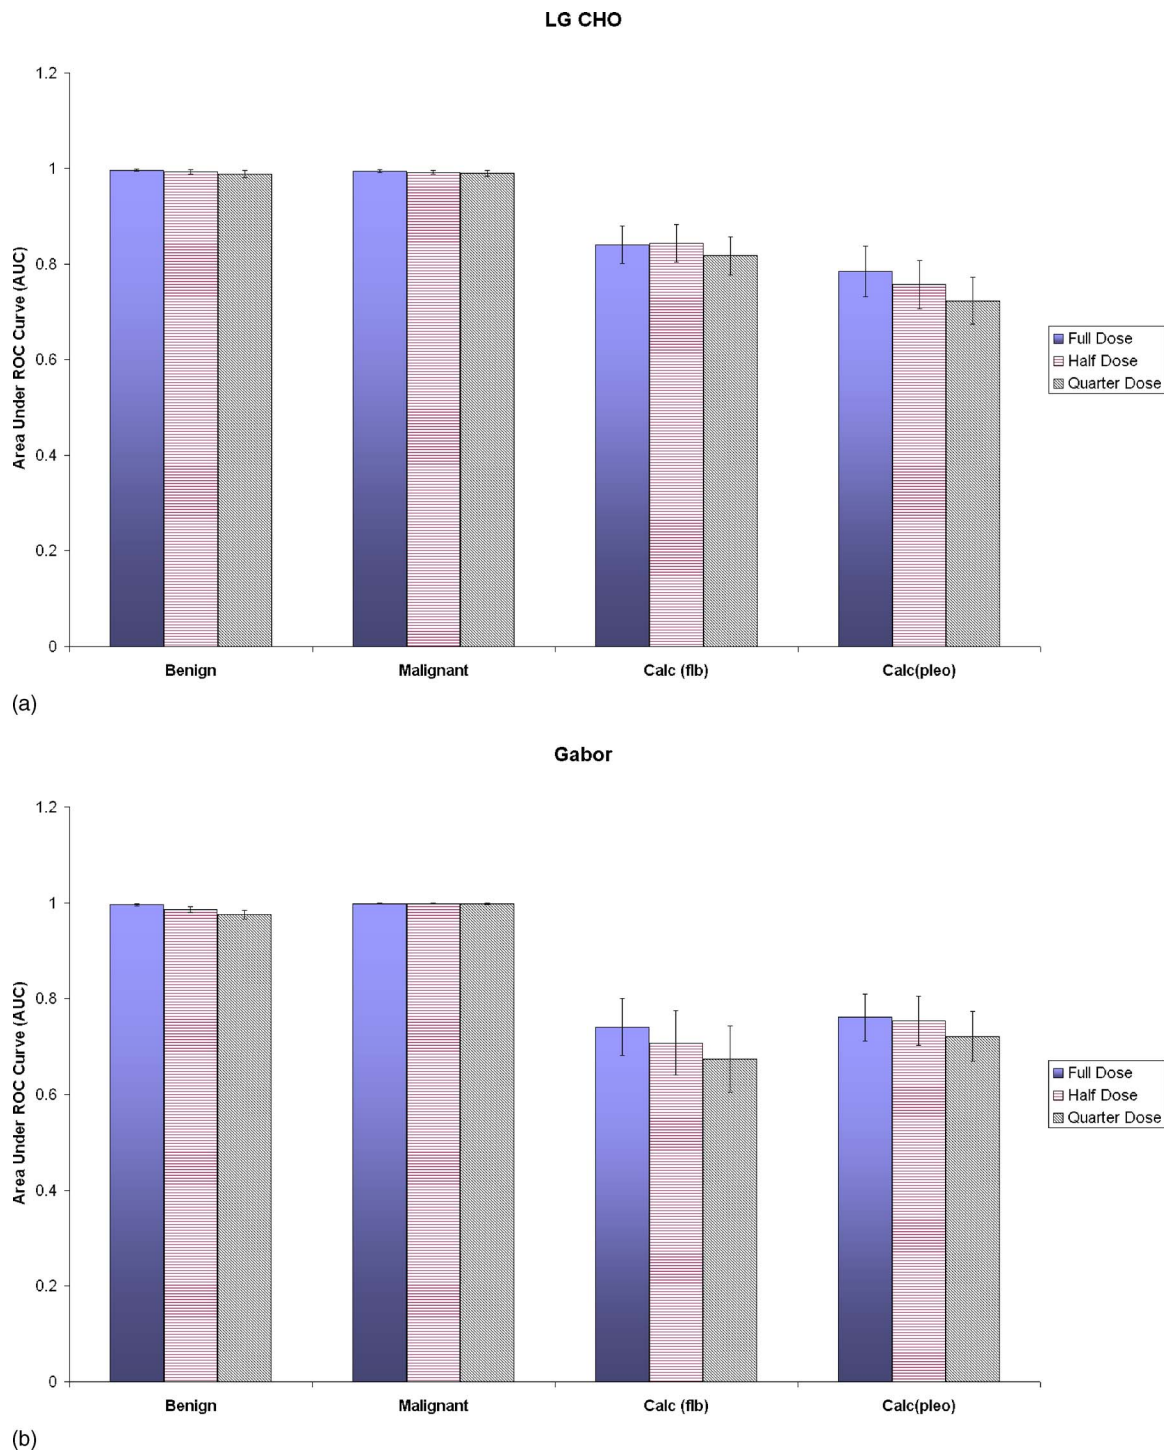 LG CHO
1.2
1
0.8
0.6
0.4
0.2
0
Area Under ROC Curve (AUC)
Full Dose
Half Dose
Quarter Dose
Benign Malignant Calc (flb) Calc(pleo)
(a)
Gabor
1.2
1
0.8
0.6
0.4
0.2
0
Area Under ROC Curve (AUC)
Full Dose
Half Dose
Quarter Dose
Benign Malignant Calc (flb) Calc(pleo)
(b)